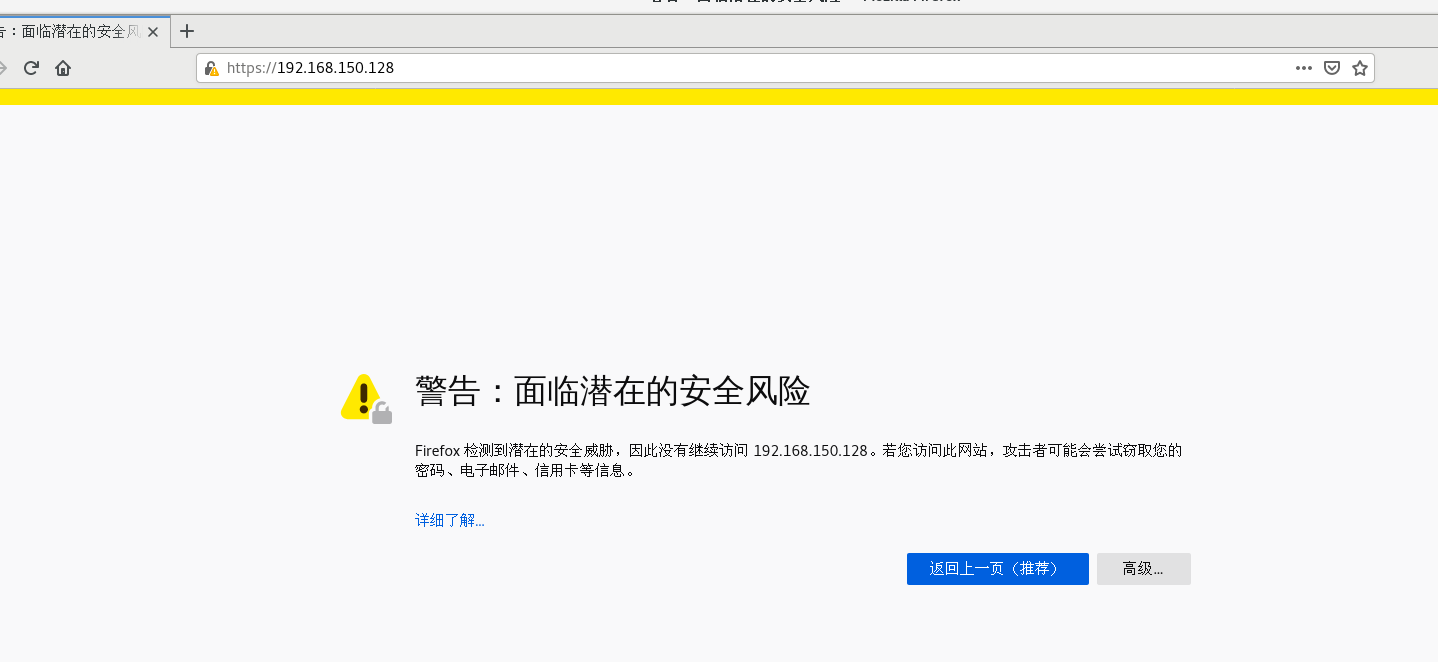 告：面临潜在的安全风
https://192.168.150.128
警告：面临潜在的安全风险
Firefox 检测到潜在的安全威胁，因此没有继续访问 192.168.150.128。若您访问此网站，攻击者可能会尝试窃取您的
密码、电子邮件、信用卡等信息。
详细了解...
返回上一页（推荐）
高级...